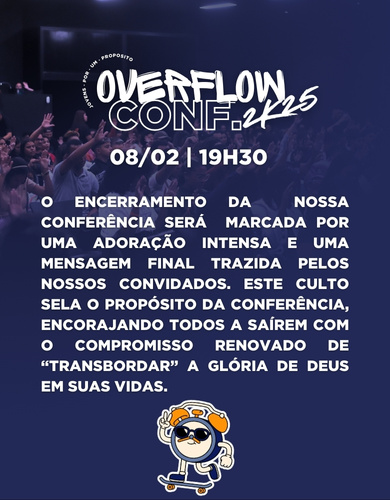 JOVENS • POR • UM • PROPOSITO
OVERFLOW
CONF. 2K25
08/02 | 19H30
O ENCERRAMENTO DA NOSSA
CONFERÊNCIA SERÁ MARCADA POR
UMA ADORAÇÃO INTENSA E UMA
MENSAGEM FINAL TRAZIDA PELOS
NOSSOS CONVIDADOS. ESTE CULTO
SELA O PROPÓSITO DA CONFERÊNCIA,
ENCORAJANDO TODOS A SAÍREM COM
O COMPROMISSO RENOVADO DE
“TRANSBORDAR” A GLÓRIA DE DEUS
EM SUAS VIDAS.